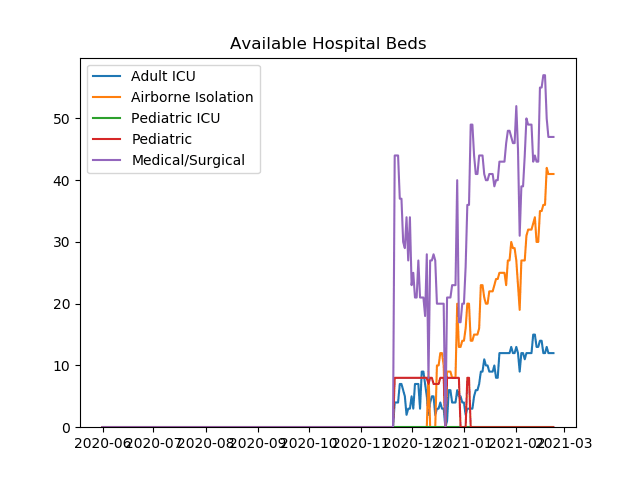 Available Hospital Beds
Adult ICU
Airborne Isolation
Pediatric ICU
Pediatric
Medical/Surgical
50
40
30
20
10
0
2020-06 2020-07 2020-08 2020-09 2020-10 2020-11 2020-12 2021-01 2021-02 2021-03